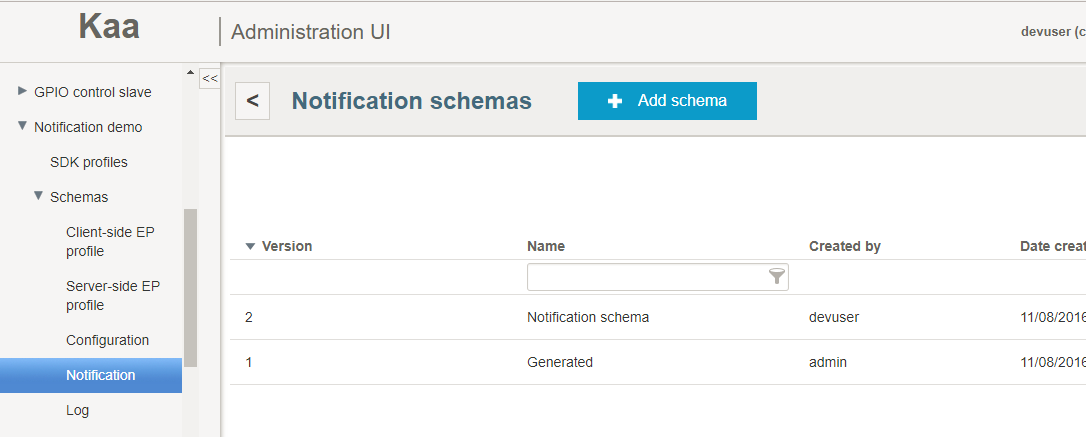 Kaa
Administration UI
devuser (c
<<
GPIO control slave
Notification demo
SDK profiles
Schemas
Client-side EP
profile
Server-side EP
profile
Configuration
Notification
Log
<
Notification schemas
+ Add schema
Version Name Created by Date creat
2 Notification schema devuser 11/08/2016
1 Generated admin 11/08/2016